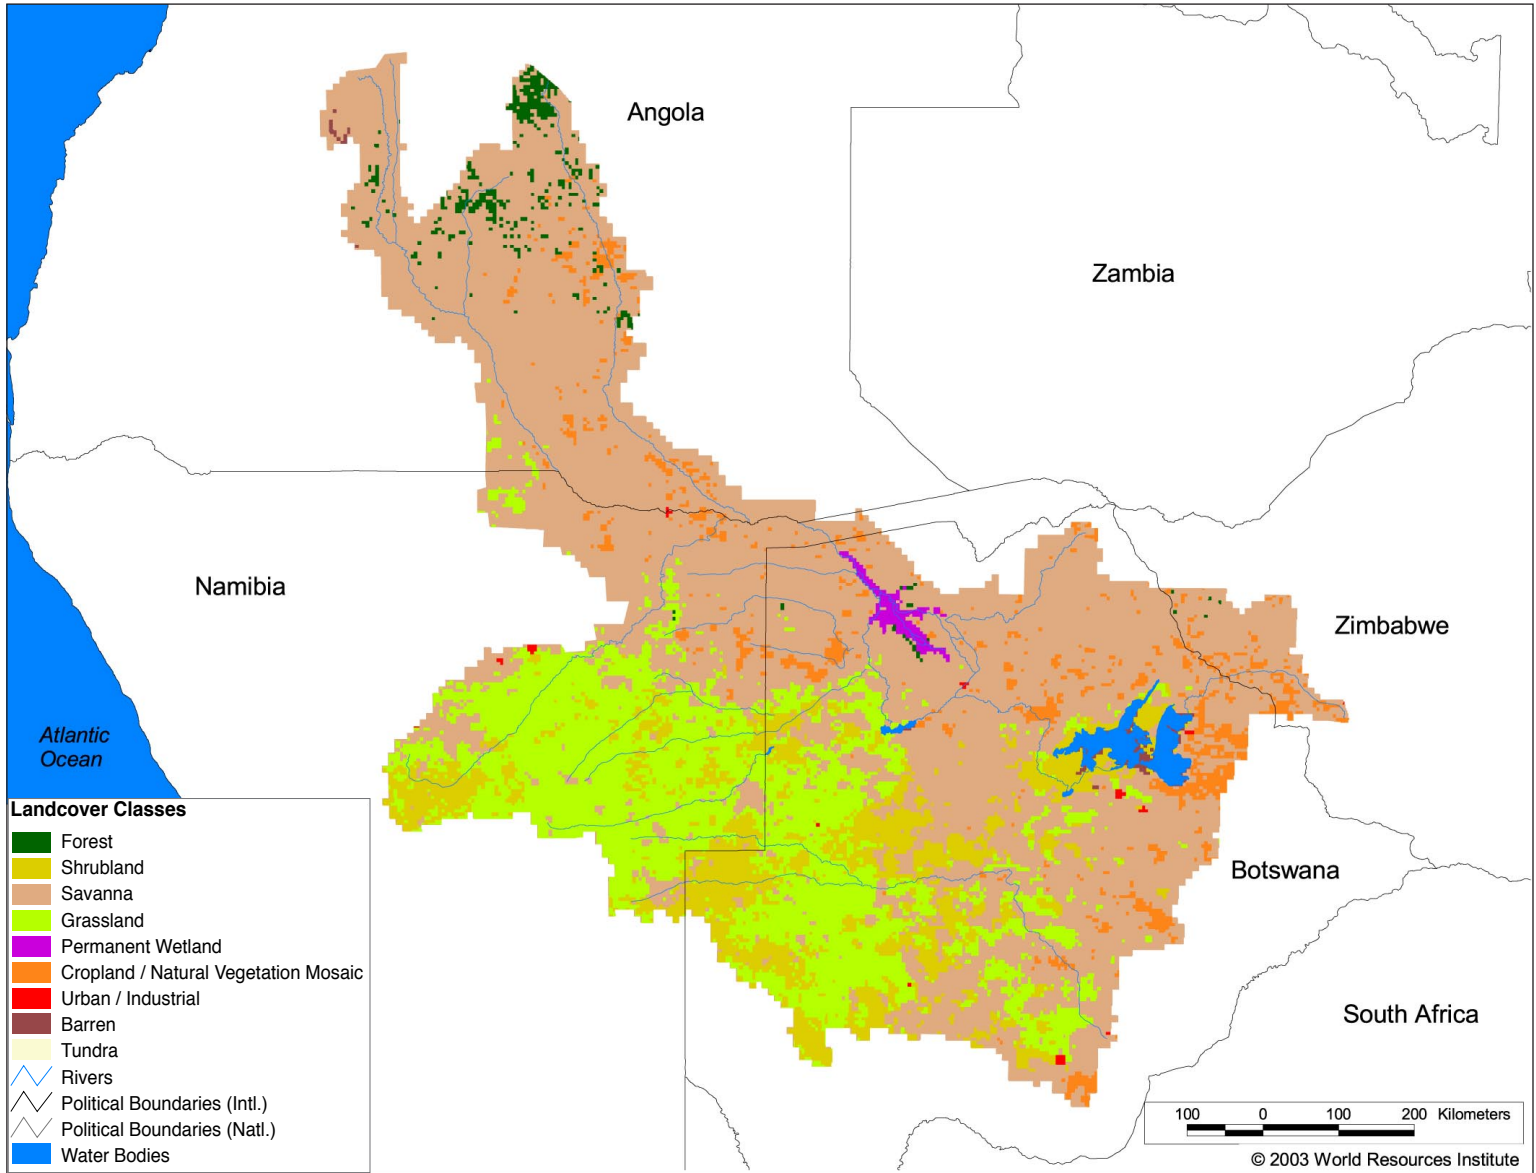 Angola
Zambia
Namibia
Zimbabwe
Atlantic
Ocean
Landcover Classes
Forest
Shrubland
Savanna
Grassland
Permanent Wetland
Cropland / Natural Vegetation Mosaic
Urban / Industrial
Barren
Tundra
Rivers
Political Boundaries (Intl.)
Political Boundaries (Natl.)
Water Bodies
Botswana
South Africa
100 0 100 200 Kilometers
© 2003 World Resources Institute